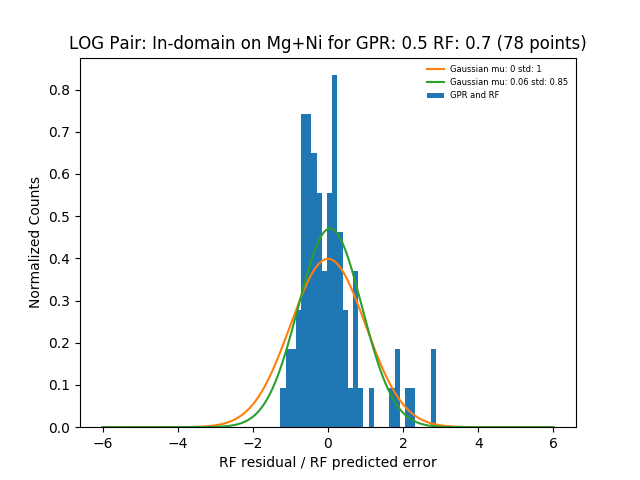 LOG Pair: In-domain on Mg+Ni for GPR: 0.5 RF: 0.7 (78 points)
Gaussian mu: 0 std: 1
Gaussian mu: 0.06 std: 0.85
GPR and RF
Normalized Counts
0.8
0.7
0.6
0.5
0.4
0.3
0.2
0.1
0.0
−6 −4 −2 0 2 4 6
RF residual / RF predicted error